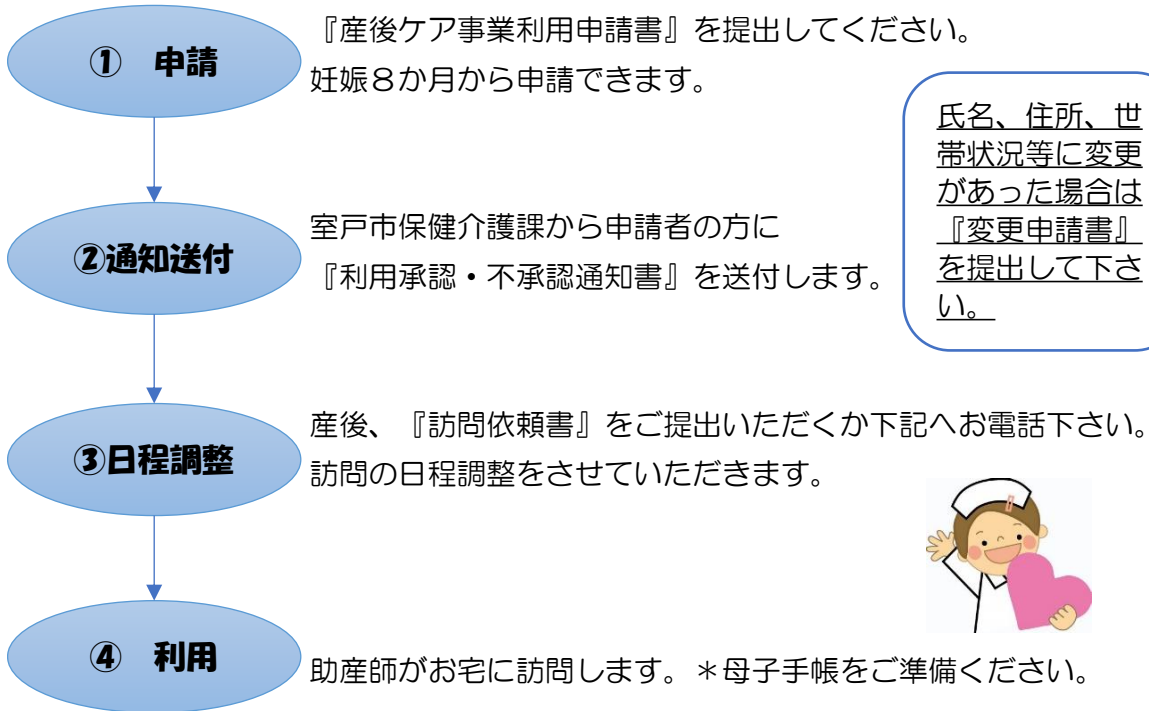 ① 申請
『産後ケア事業利用申請書』を提出してください。
妊娠８か月から申請できます。
氏名、住所、世
帯状況等に変更
があった場合は
『変更申請書』
を提出して下さ
い。
②通知送付
室戸市保健介護課から申請者の方に
『利用承認・不承認通知書』を送付します。
③日程調整
産後、『訪問依頼書』をご提出いただくか下記へお電話下さい。
訪問の日程調整をさせていただきます。
④ 利用
助産師がお宅に訪問します。＊母子手帳をご準備ください。